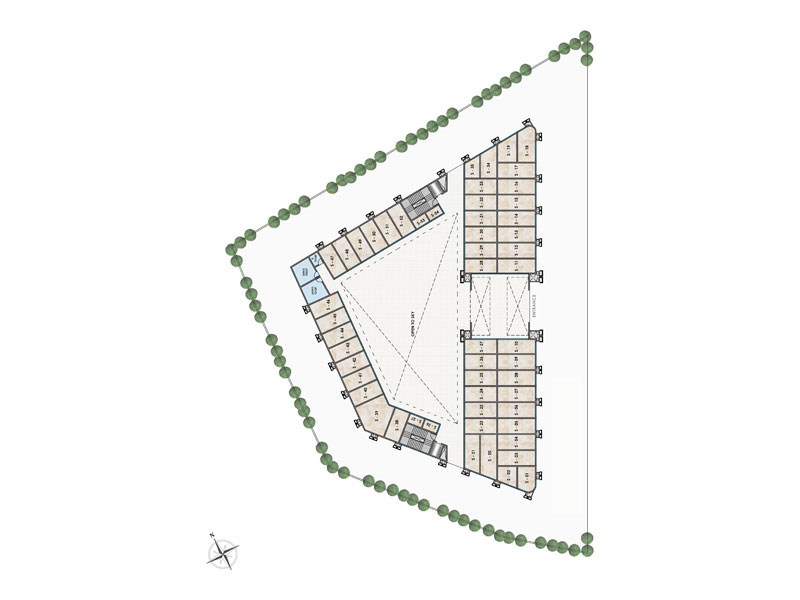 S - 19
S - 18
S - 35
S - 34
S - 17
S - 33
S - 16
S - 32
S - 15
S - 31
S - 14
S - 30
S - 13
S - 29
S - 12
S - 28
S - 11
S - 54
S - 53
S - 52
S - 51
S - 50
S - 49
S - 48
S - 47
S - 46
S - 45
S - 44
S - 43
S - 42
S - 41
S - 40
S - 39
S - 38
S - 37
S - 36
OPEN TO SKY
ENTRANCE
S - 27
S - 10
S - 26
S - 09
S - 25
S - 08
S - 24
S - 07
S - 23
S - 06
S - 22
S - 05
S - 04
S - 21
S - 20
S - 03
S - 02
S - 01
N